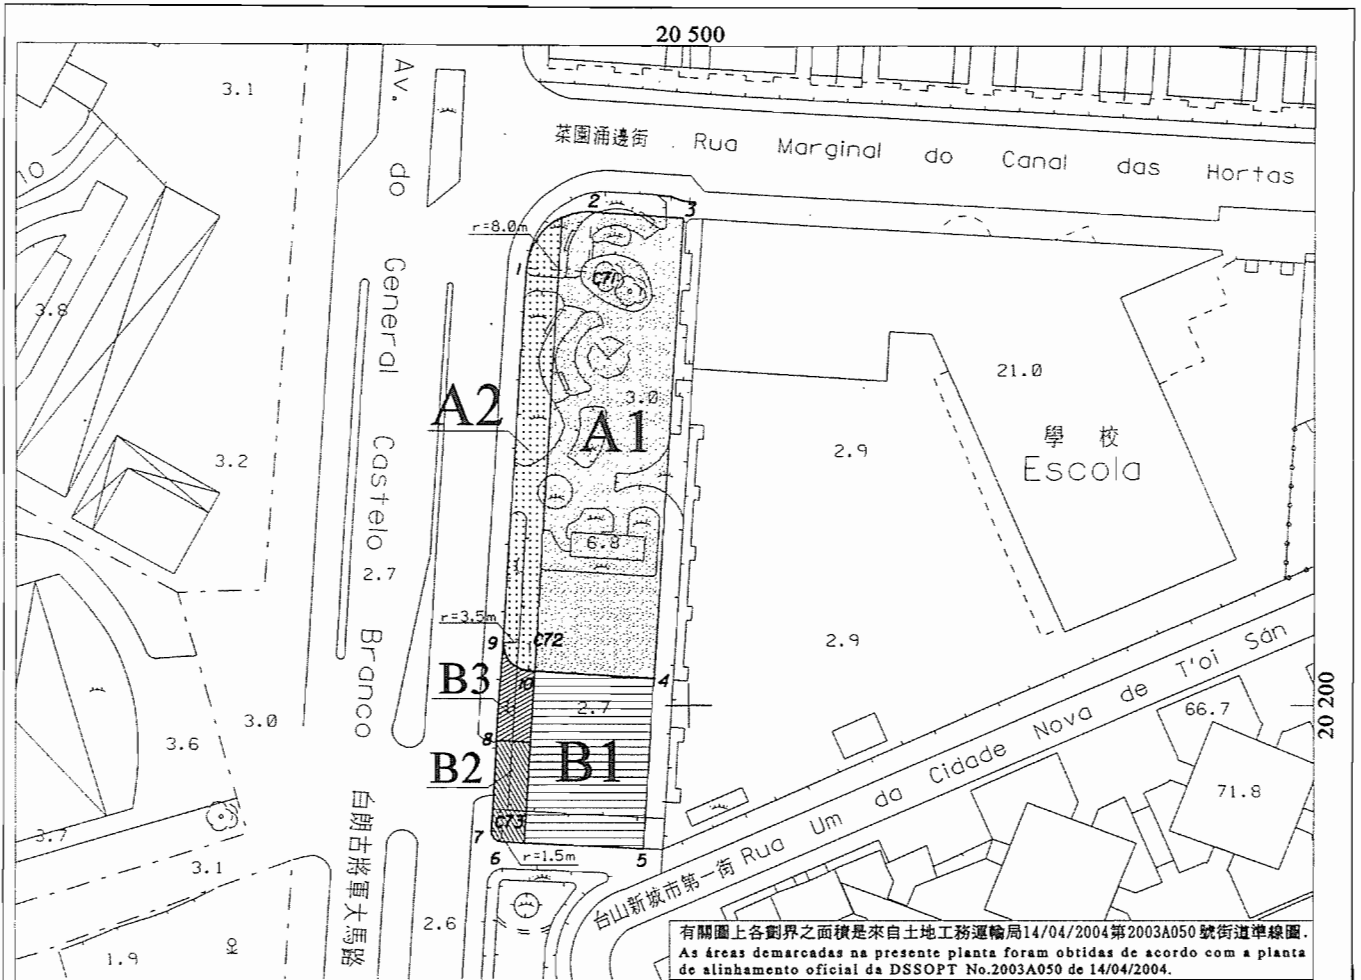 20 500
3.1
Av. do General Castelo Branco
菜園涌邊街 . Rua Marginal do Canal das Hortas
10
2
3
r=8.0m
1
C71
3.8
21.0
A2
3.0
A1
學 校
Escola
2.9
3.2
6.8
2.7
r=3.5m
9
C72
2.9
B3
10
4
2.7
3.0
3.6
8
B2
B1
20 200
66.7
71.8
台山新城市第一街 Rua Um da Cidade Nova de T'oi Sán
白朗古將軍大馬路
3.7
7
C73
6
r=1.5m
5
3.1
2.6
1.9
有關圖上各劃界之面積是來自土地工務運輸局14/04/2004第2003A050 號街道準線圖.
As áreas demarcadas na presente planta foram obtidas de acordo com a planta
de alinhamento oficial da DSSOPT No.2003A050 de 14/04/2004.